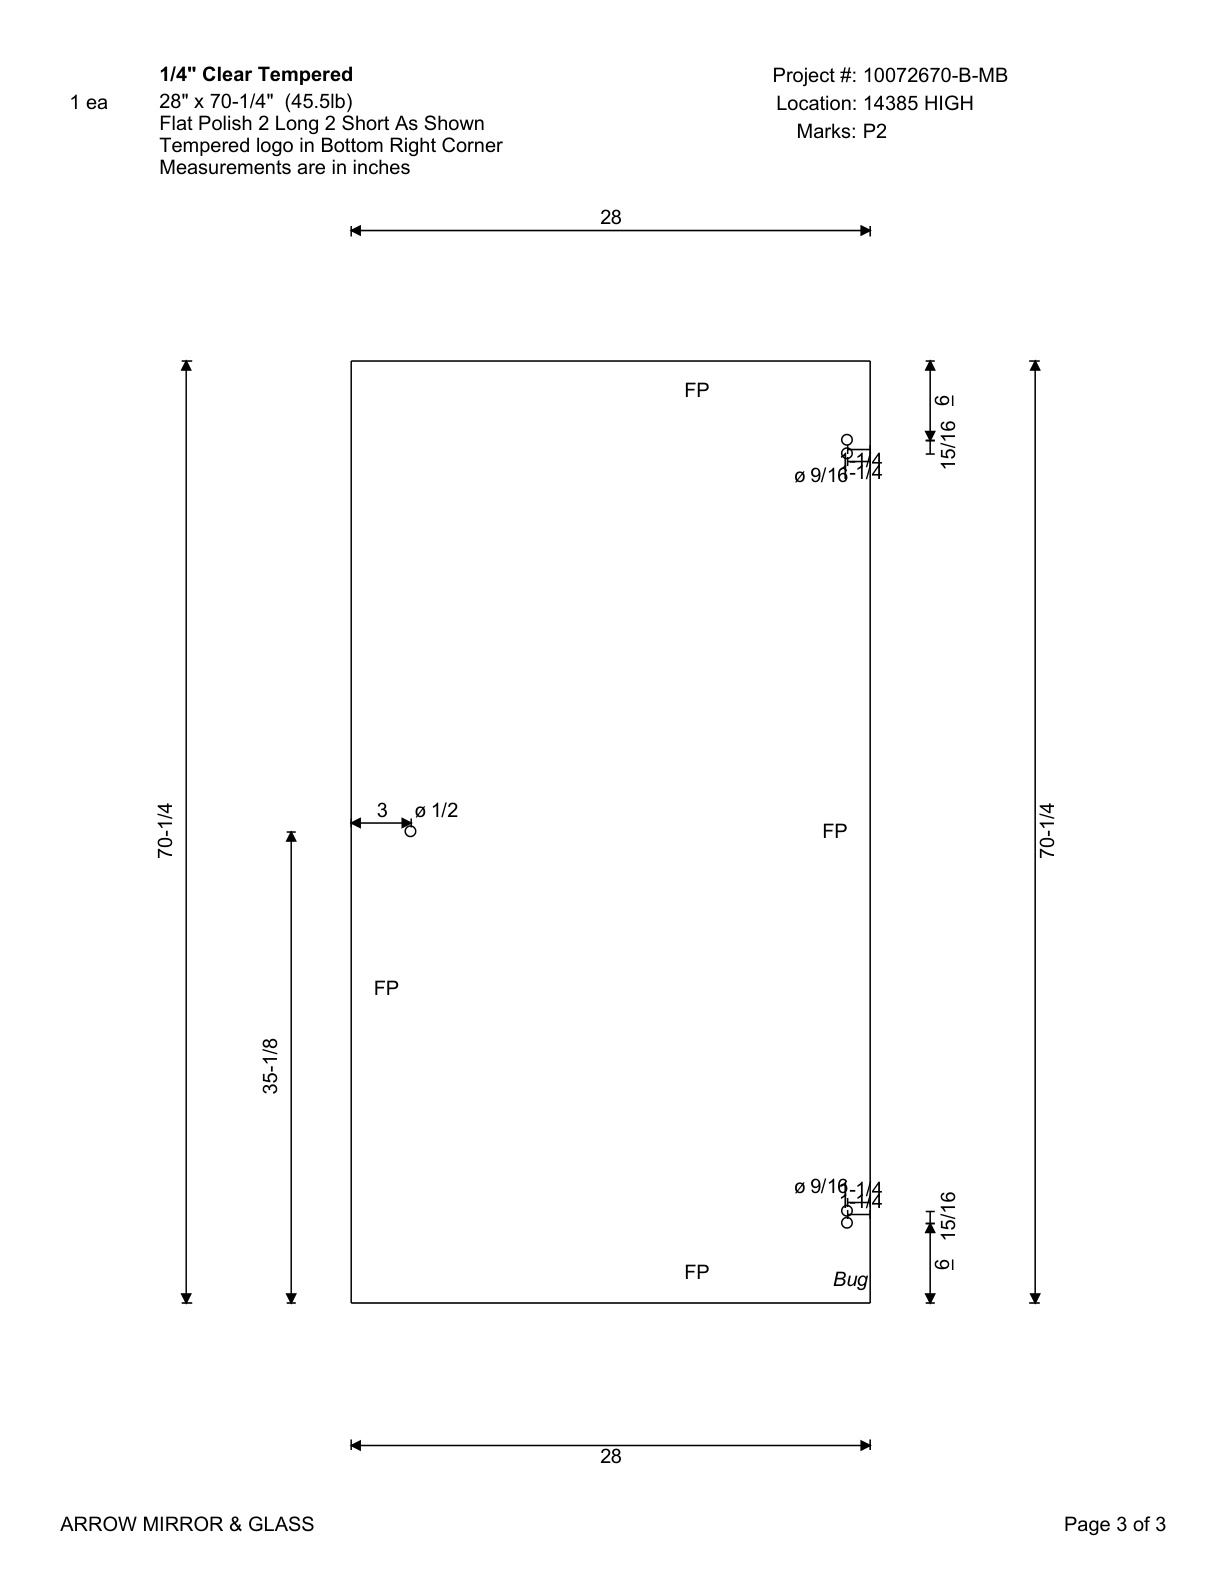 1/4" Clear Tempered
Project #: 10072670-B-MB
1 ea
28" x 70-1/4"  (45.5lb)
Location: 14385 HIGH
Flat Polish 2 Long 2 Short As Shown
Marks: P2
Tempered logo in Bottom Right Corner
Measurements are in inches
28
FP
6
15/16
1-1/4
1-1/4
ø 9/16
70-1/4
3
ø 1/2
FP
70-1/4
FP
35-1/8
ø 9/16
1-1/4
1-1/4
15/16
6
FP
Bug
28
ARROW MIRROR & GLASS
Page 3 of 3